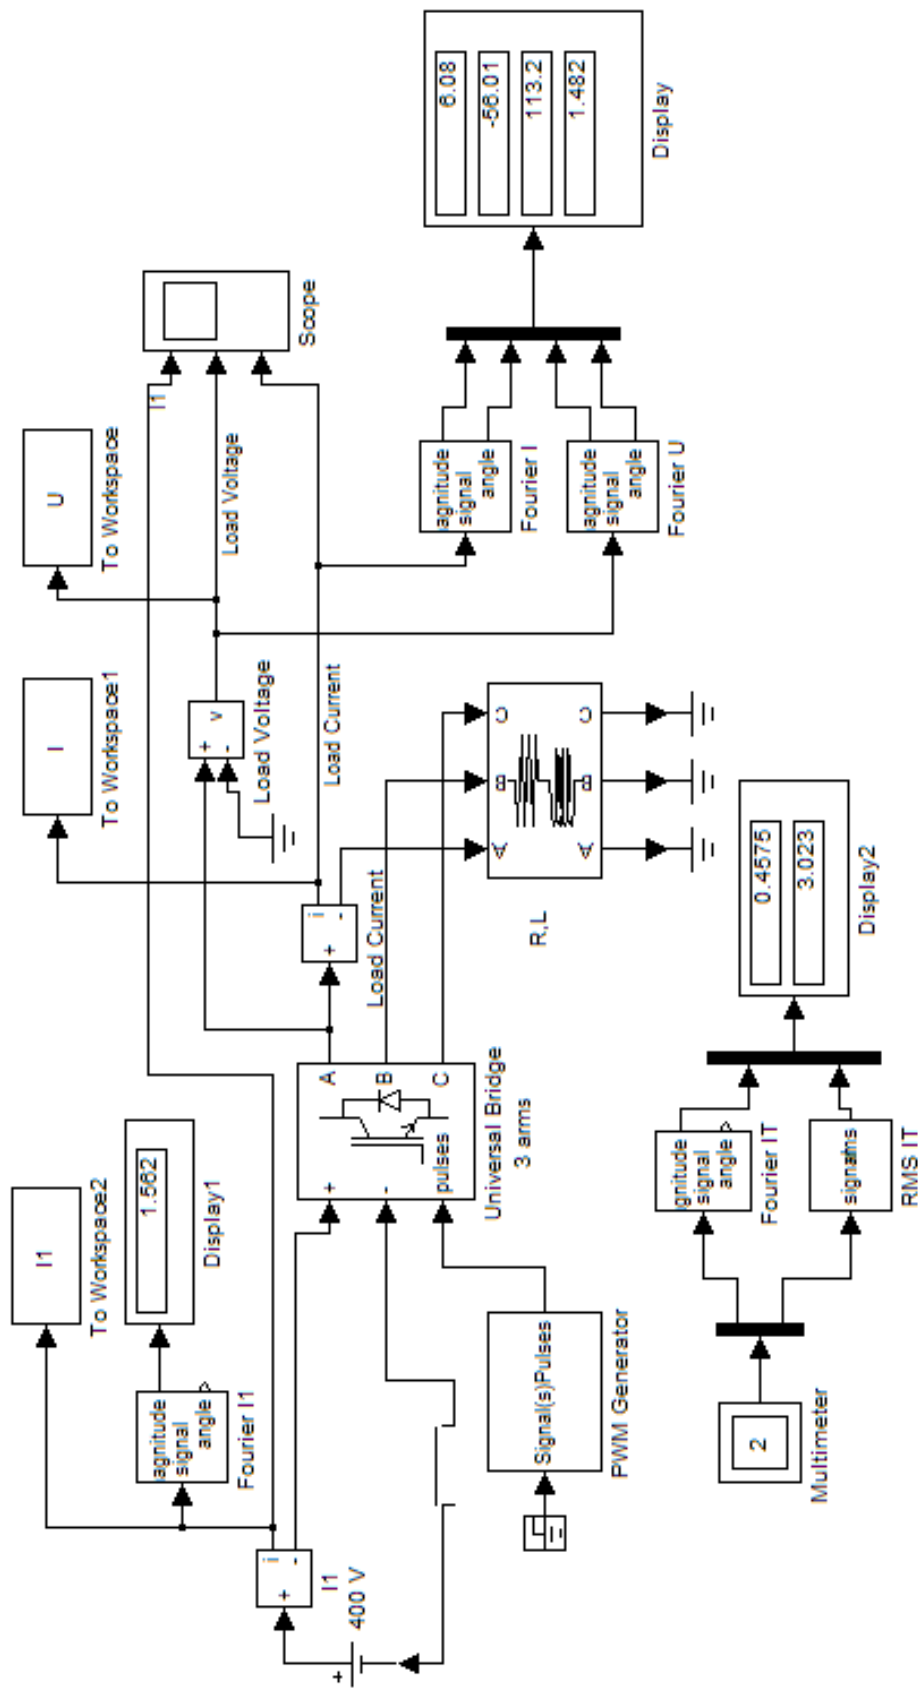 I1
To Workspace2
I
To Workspace1
U
To Workspace
1.562
Display1
agnitude
signal
angle
Fourier I1
I1
Scope
Load Voltage
+
-
v
Load Voltage
+
-
i
I1
400 V
+
+
-
pulses
A
B
C
Universal Bridge
3 arms
+
-
i
Load Current
Load Current
A
B
C
A
B
C
R,L
agnitude
signal
angle
Fourier I
agnitude
signal
angle
Fourier U
6.08
-56.01
113.2
1.482
Display
Signal(s)Pulses
PWM Generator
2
Multimeter
agnitude
signal
angle
Fourier IT
signal
rms
RMS IT
0.4575
3.023
Display2